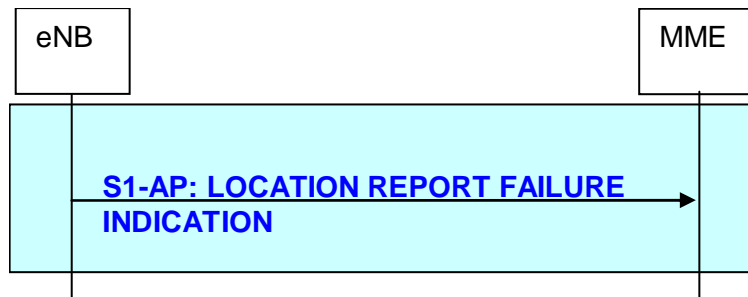 eNB
MME
S1-AP: LOCATION REPORT FAILURE
INDICATION